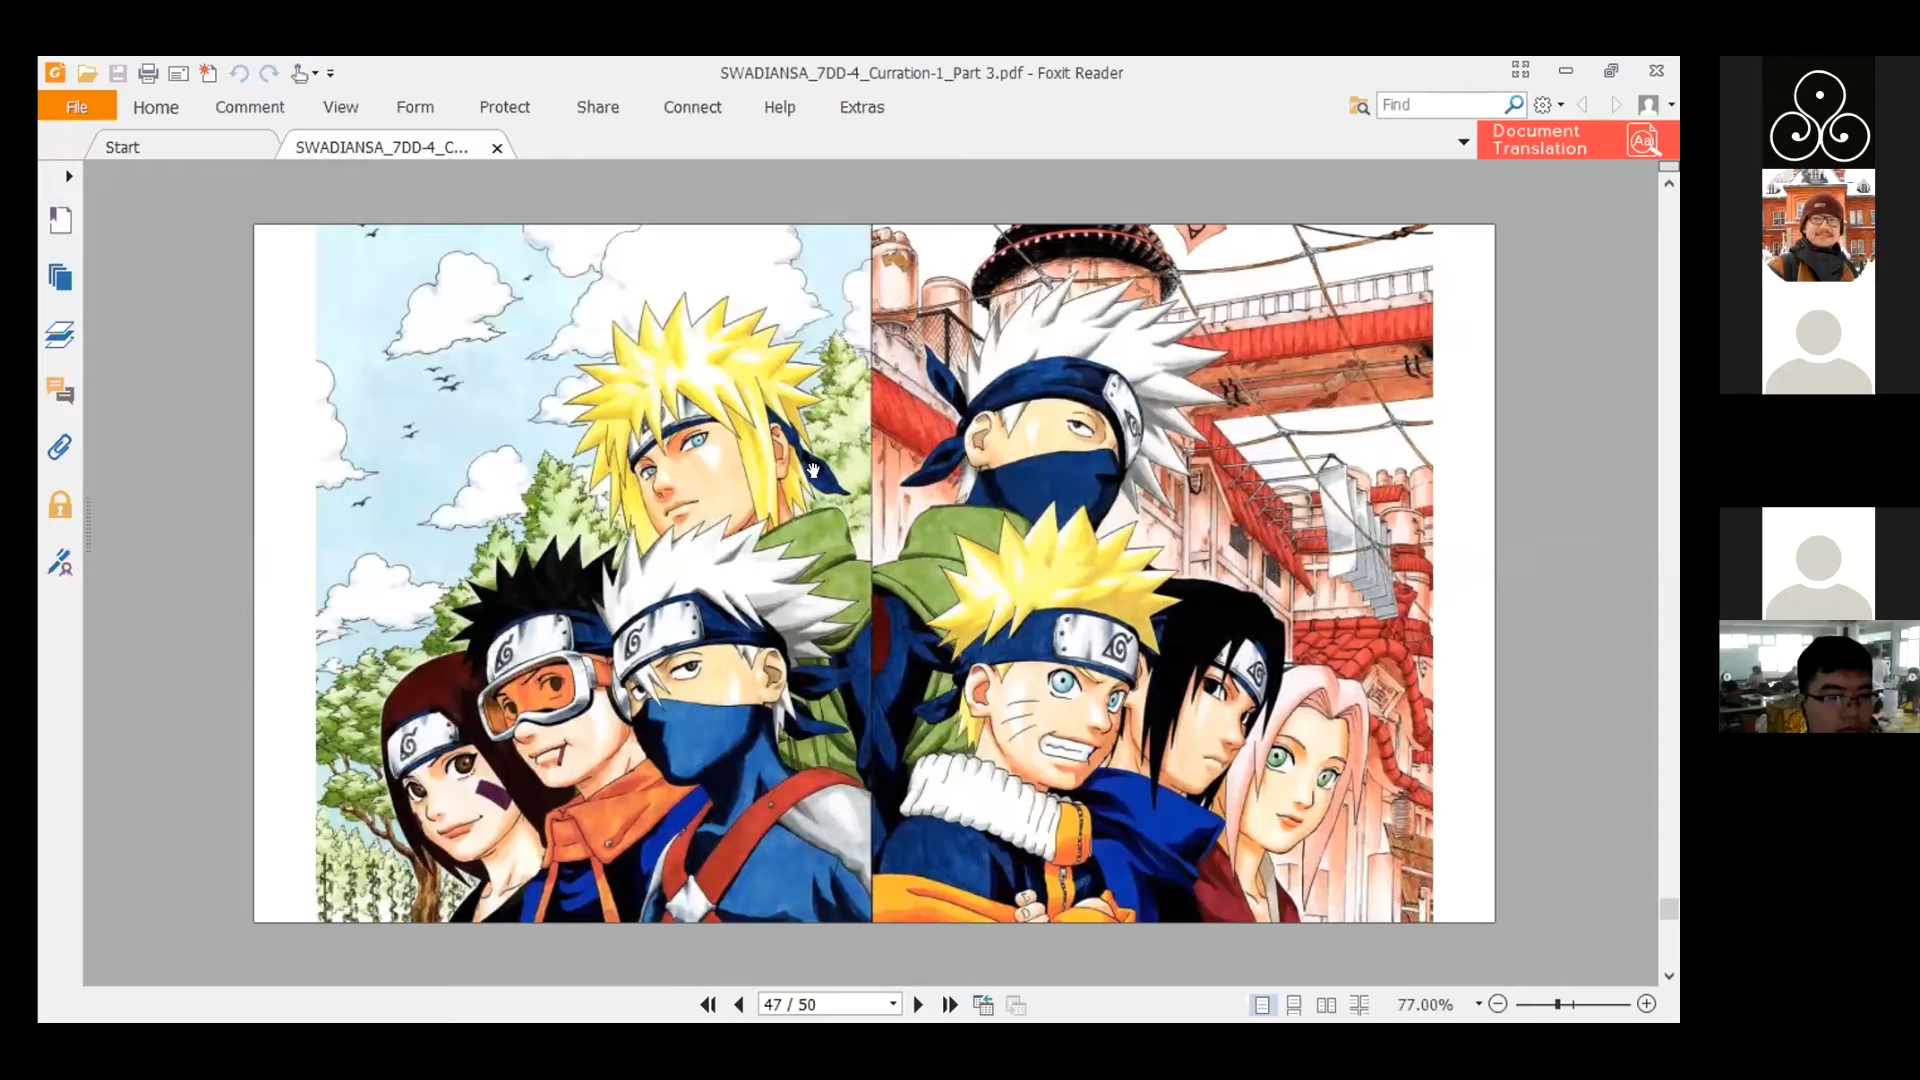 SWADIANSA_7DD-4_Curration-1_Part 3.pdf - Foxit Reader
File Home Comment View Form Protect Share Connect Help Extras Find
Start SWADIANSA_7DD-4_C...
Document
Translation
Aa
47 / 50 77.00%